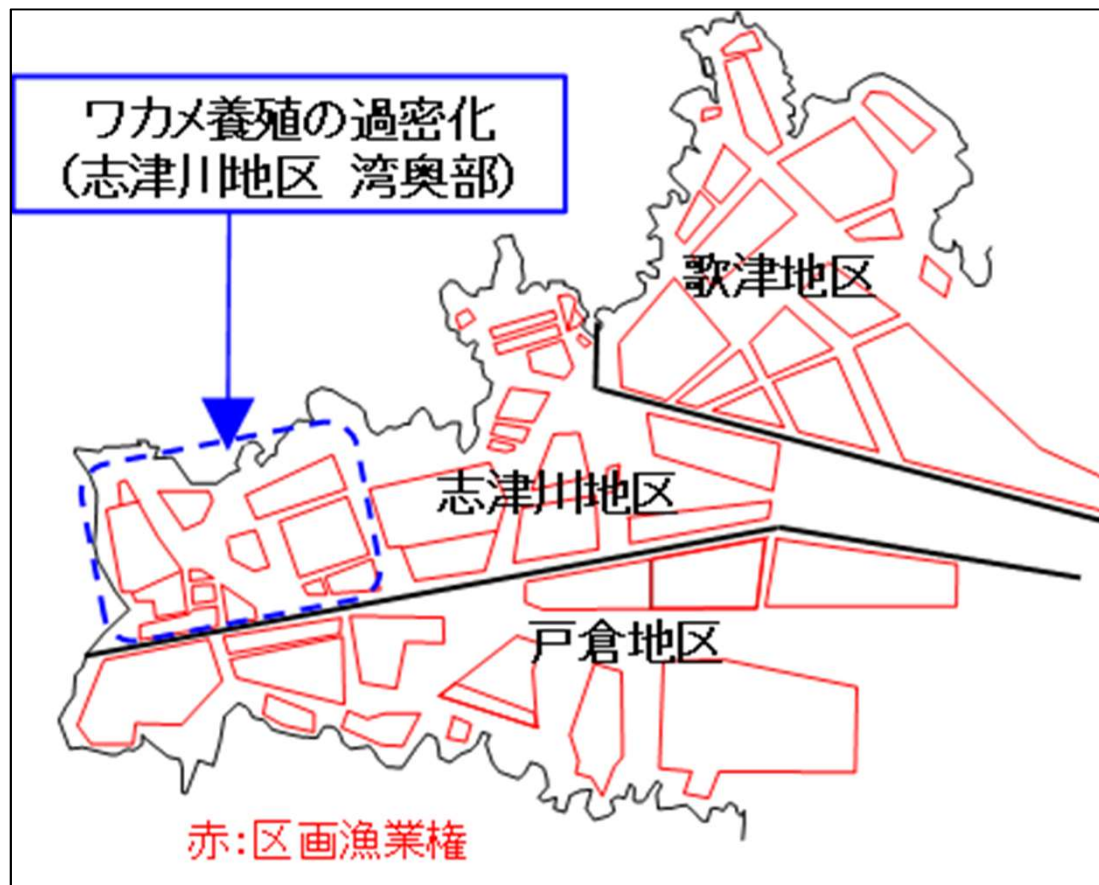 ワカメ養殖の過密化
(志津川地区 湾奥部)
歌津地区
志津川地区
戸倉地区
赤:区画漁業権